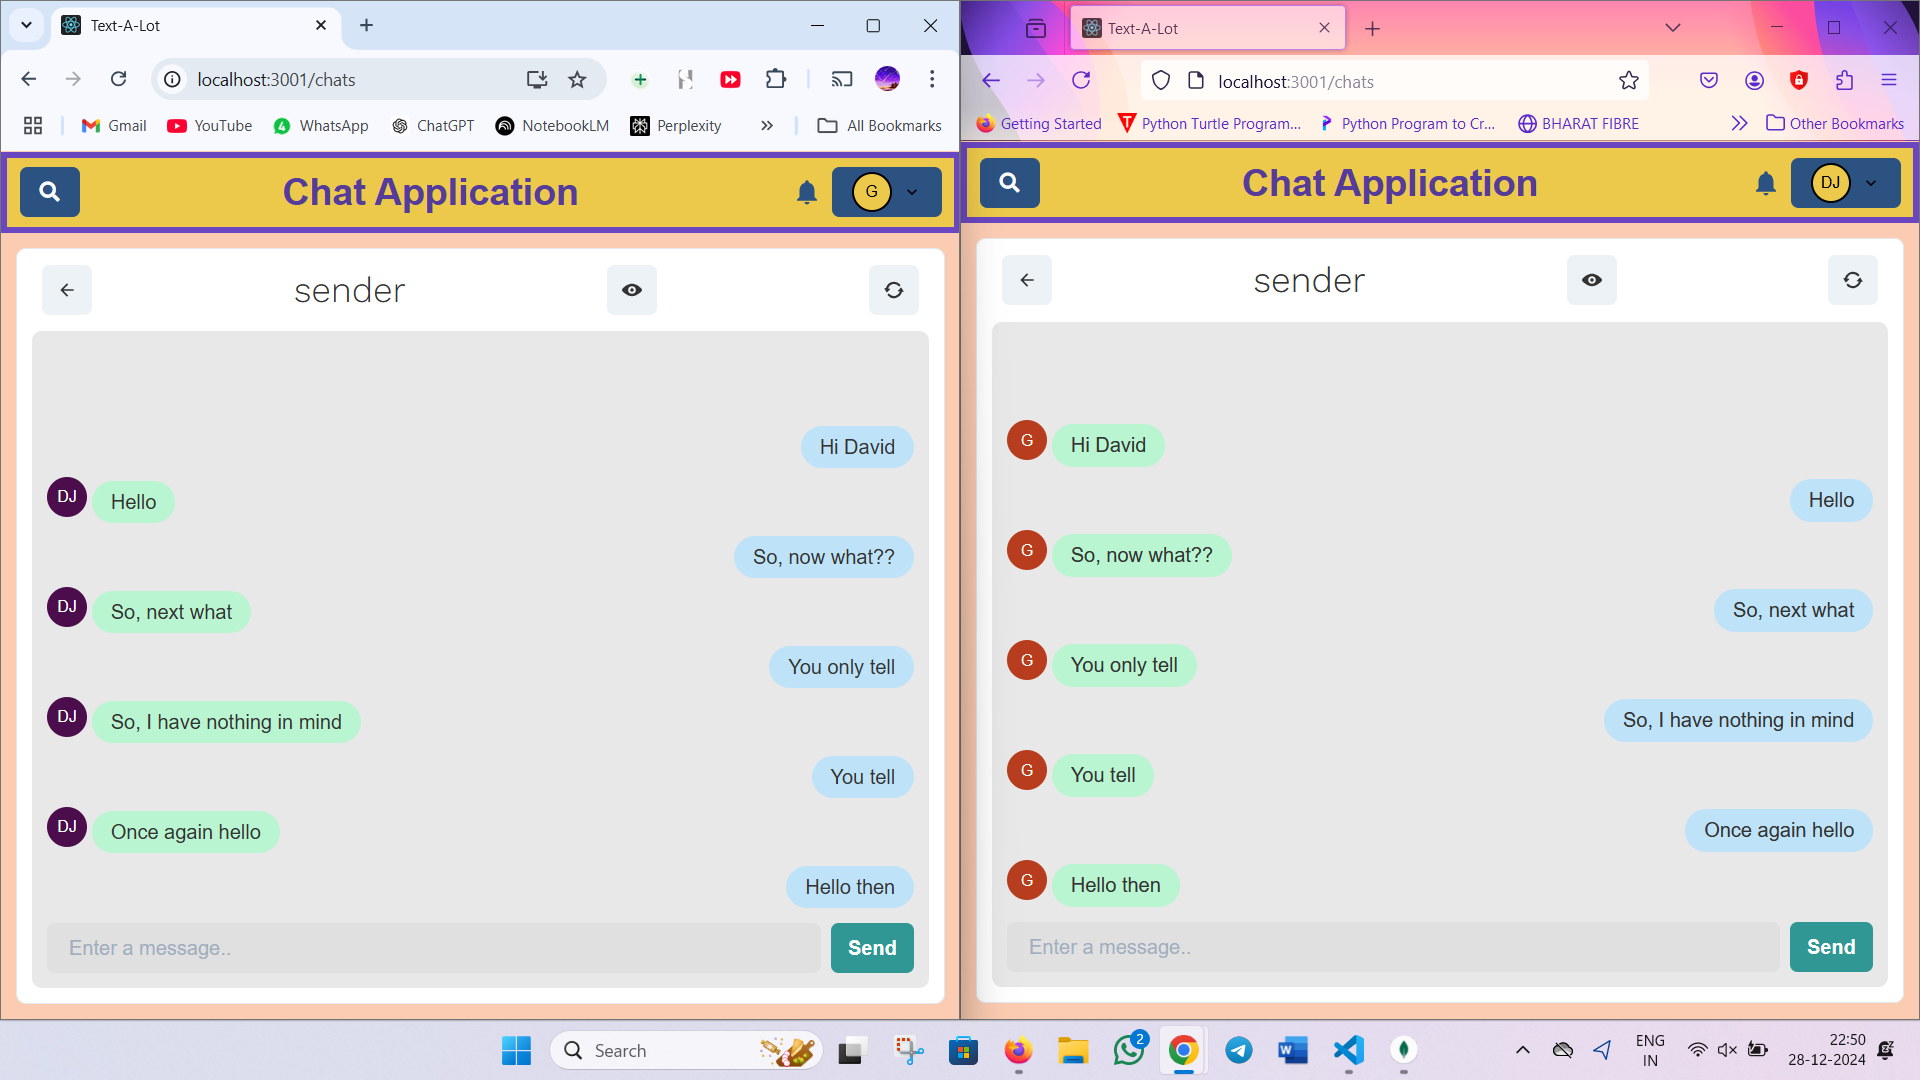 Text-A-Lot
localhost:3001/chats
Gmail
YouTube
WhatsApp
ChatGPT
NotebookLM
Perplexity
All Bookmarks
Chat Application
G
sender
Hi David
DJ
Hello
So, now what??
DJ
So, next what
You only tell
DJ
So, I have nothing in mind
You tell
DJ
Once again hello
Hello then
Enter a message..
Send
Text-A-Lot
localhost:3001/chats
Getting Started
Python Turtle Program...
Python Program to Cr...
BHARAT FIBRE
Other Bookmarks
Chat Application
DJ
sender
G
Hi David
Hello
G
So, now what??
So, next what
G
You only tell
So, I have nothing in mind
G
You tell
Once again hello
G
Hello then
Enter a message..
Send
Search
2
ENG
IN
22:50
28-12-2024